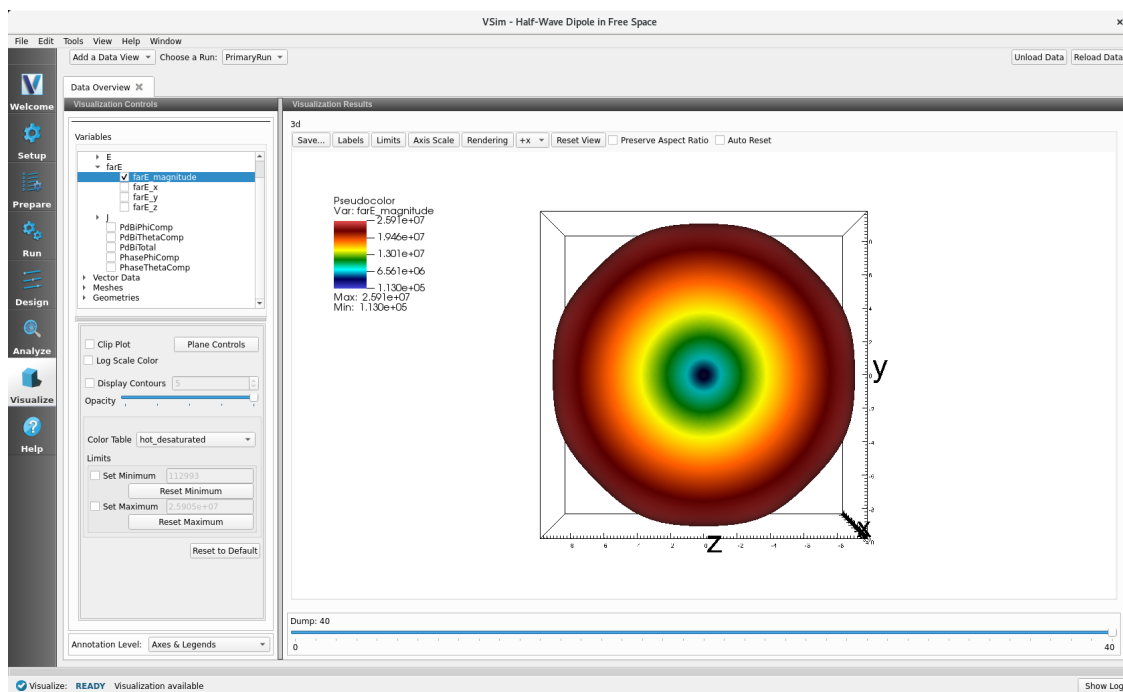 VSim - Half-Wave Dipole in Free Space
File Edit Tools View Help Window
Add a Data View Choose a Run: PrimaryRun Unload Data Reload Data
Data Overview
Visualization Controls
Visualization Results
Welcome
Setup
Prepare
Run
Design
Analyze
Visualize
Help
Variables
E
farE
farE_magnitude
farE_x
farE_y
farE_z
J
PdBiPhiComp
PdBiThetaComp
PdBiTotal
PhasePhiComp
PhaseThetaComp
Vector Data
Meshes
Geometries
Clip Plot Plane Controls
Log Scale Color
Display Contours 5
Opacity
Color Table hot_desaturated
Limits
Set Minimum 112993
Reset Minimum
Set Maximum 2.5905e+07
Reset Maximum
Reset to Default
Annotation Level: Axes & Legends
3d
Save... Labels Limits Axis Scale Rendering +x Reset View Preserve Aspect Ratio Auto Reset
Pseudocolor
Var: farE_magnitude
2.591e+07
1.946e+07
1.301e+07
6.561e+06
1.130e+05
Max: 2.591e+07
Min: 1.130e+05
y
Z
X
Dump: 40
0 40
Visualize: READY Visualization available Show Log